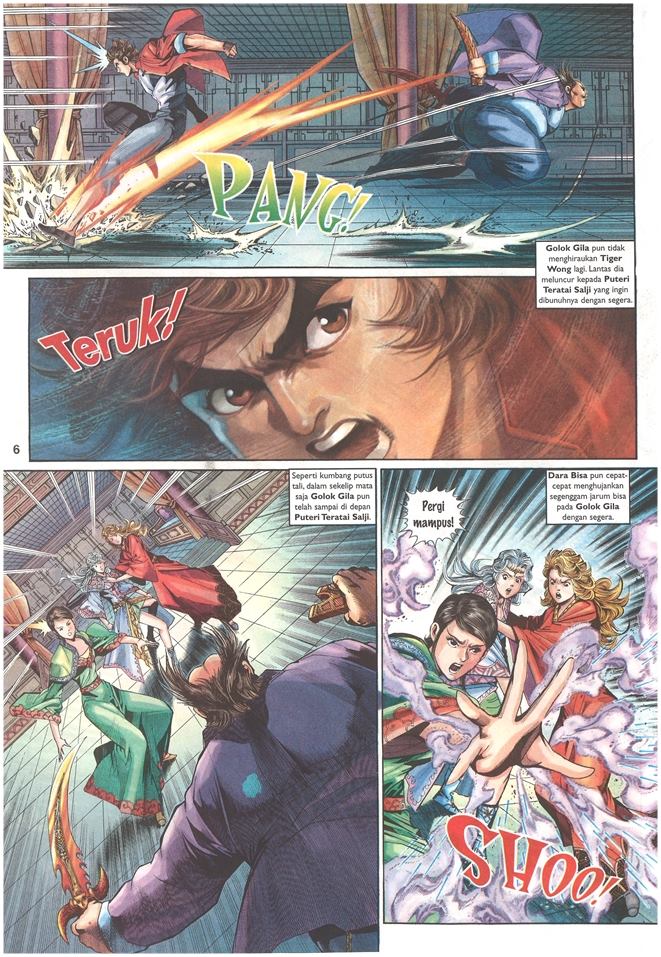 PANG!
Golok Gila pun tidak
menghiraukan Tiger
Wong lagi. Lantas dia
meluncur kepada Puteri
Teratai Salji yang ingin
dibunuhnya dengan segera.
Teruk!
6
Seperti kumbang putus
tali, dalam sekelip mata
saja Golok Gila pun
telah sampai di depan
Puteri Teratai Salji.
Dara Bisa pun cepat-
cepat menghujankan
segenggam jarum bisa
pada Golok Gila
dengan segera.
Pergi
mampus!
SHOO!